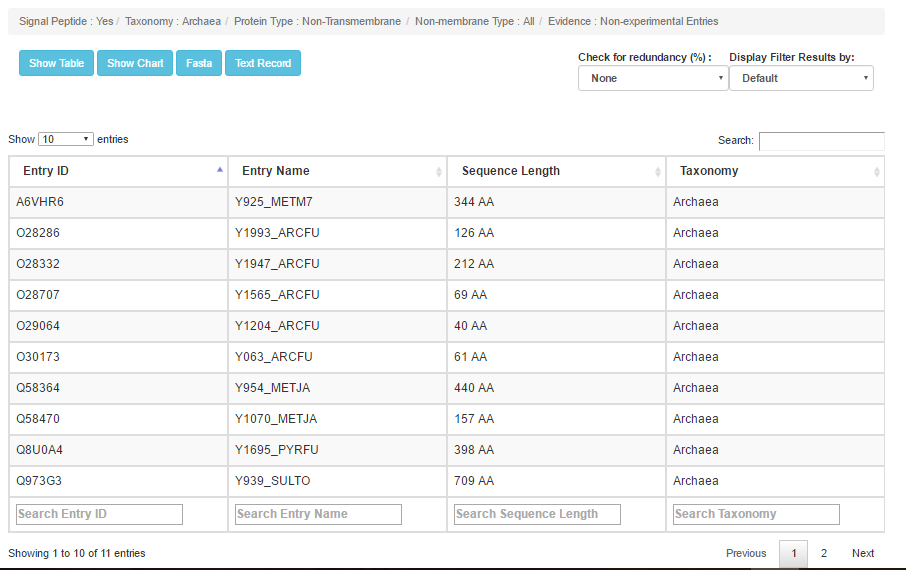 Signal Peptide : Yes / Taxonomy : Archaea / Protein Type : Non-Transmembrane / Non-membrane Type : All / Evidence : Non-experimental Entries
Show Table Show Chart Fasta Text Record
Check for redundancy (%) : Display Filter Results by:
None Default
Show 10 entries Search:
Entry ID Entry Name Sequence Length Taxonomy
A6VHR6 Y925_METM7 344 AA Archaea
O28286 Y1993_ARCFU 126 AA Archaea
O28332 Y1947_ARCFU 212 AA Archaea
O28707 Y1565_ARCFU 69 AA Archaea
O29064 Y1204_ARCFU 40 AA Archaea
O30173 Y063_ARCFU 61 AA Archaea
Q58364 Y954_METJA 440 AA Archaea
Q58470 Y1070_METJA 157 AA Archaea
Q8U0A4 Y1695_PYRFU 398 AA Archaea
Q973G3 Y939_SULTO 709 AA Archaea
Search Entry ID Search Entry Name Search Sequence Length Search Taxonomy
Showing 1 to 10 of 11 entries Previous 1 2 Next